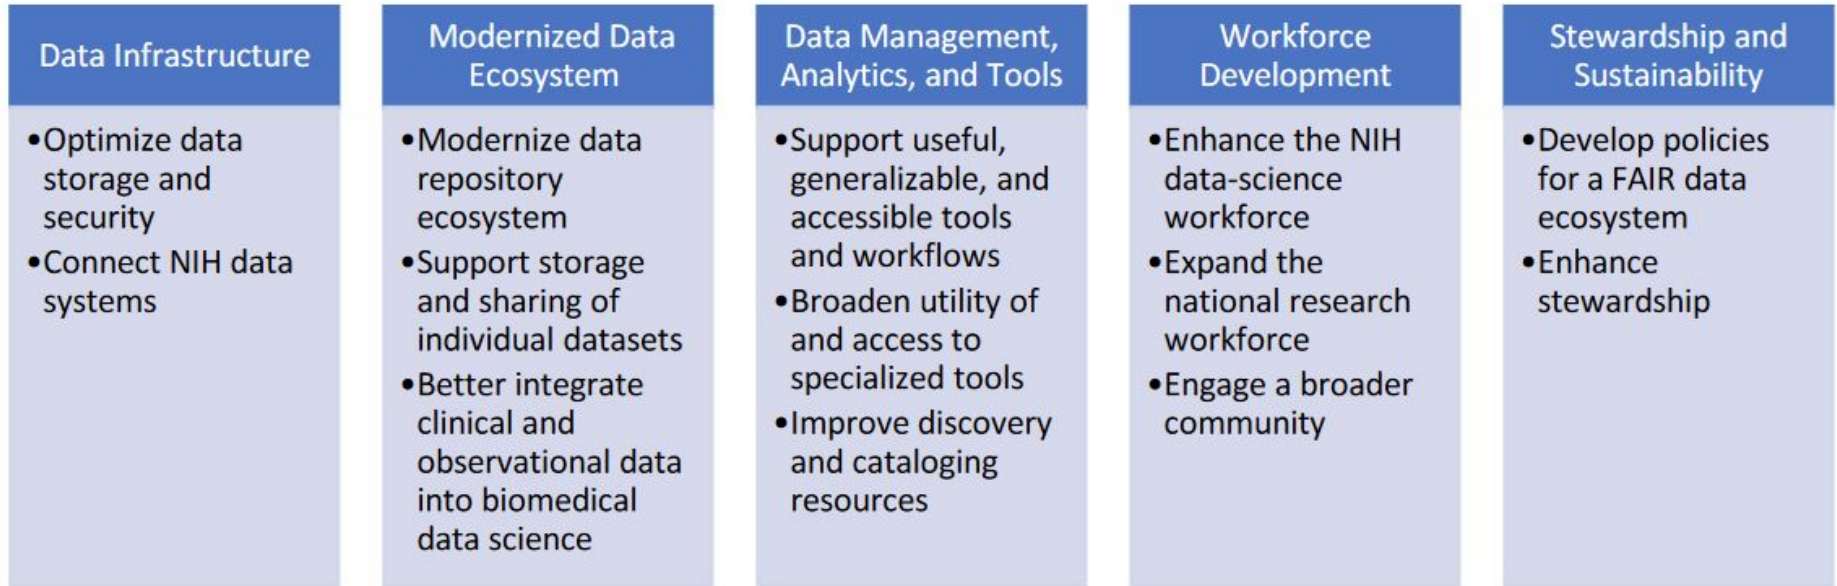 Data Infrastructure
•Optimize data
storage and
security
•Connect NIH data
systems
Modernized Data
Ecosystem
•Modernize data
repository
ecosystem
•Support storage
and sharing of
individual datasets
•Better integrate
clinical and
observational data
into biomedical
data science
Data Management,
Analytics, and Tools
•Support useful,
generalizable, and
accessible tools
and workflows
•Broaden utility of
and access to
specialized tools
•Improve discovery
and cataloging
resources
Workforce
Development
•Enhance the NIH
data-science
workforce
•Expand the
national research
workforce
•Engage a broader
community
Stewardship and
Sustainability
•Develop policies
for a FAIR data
ecosystem
•Enhance
stewardship